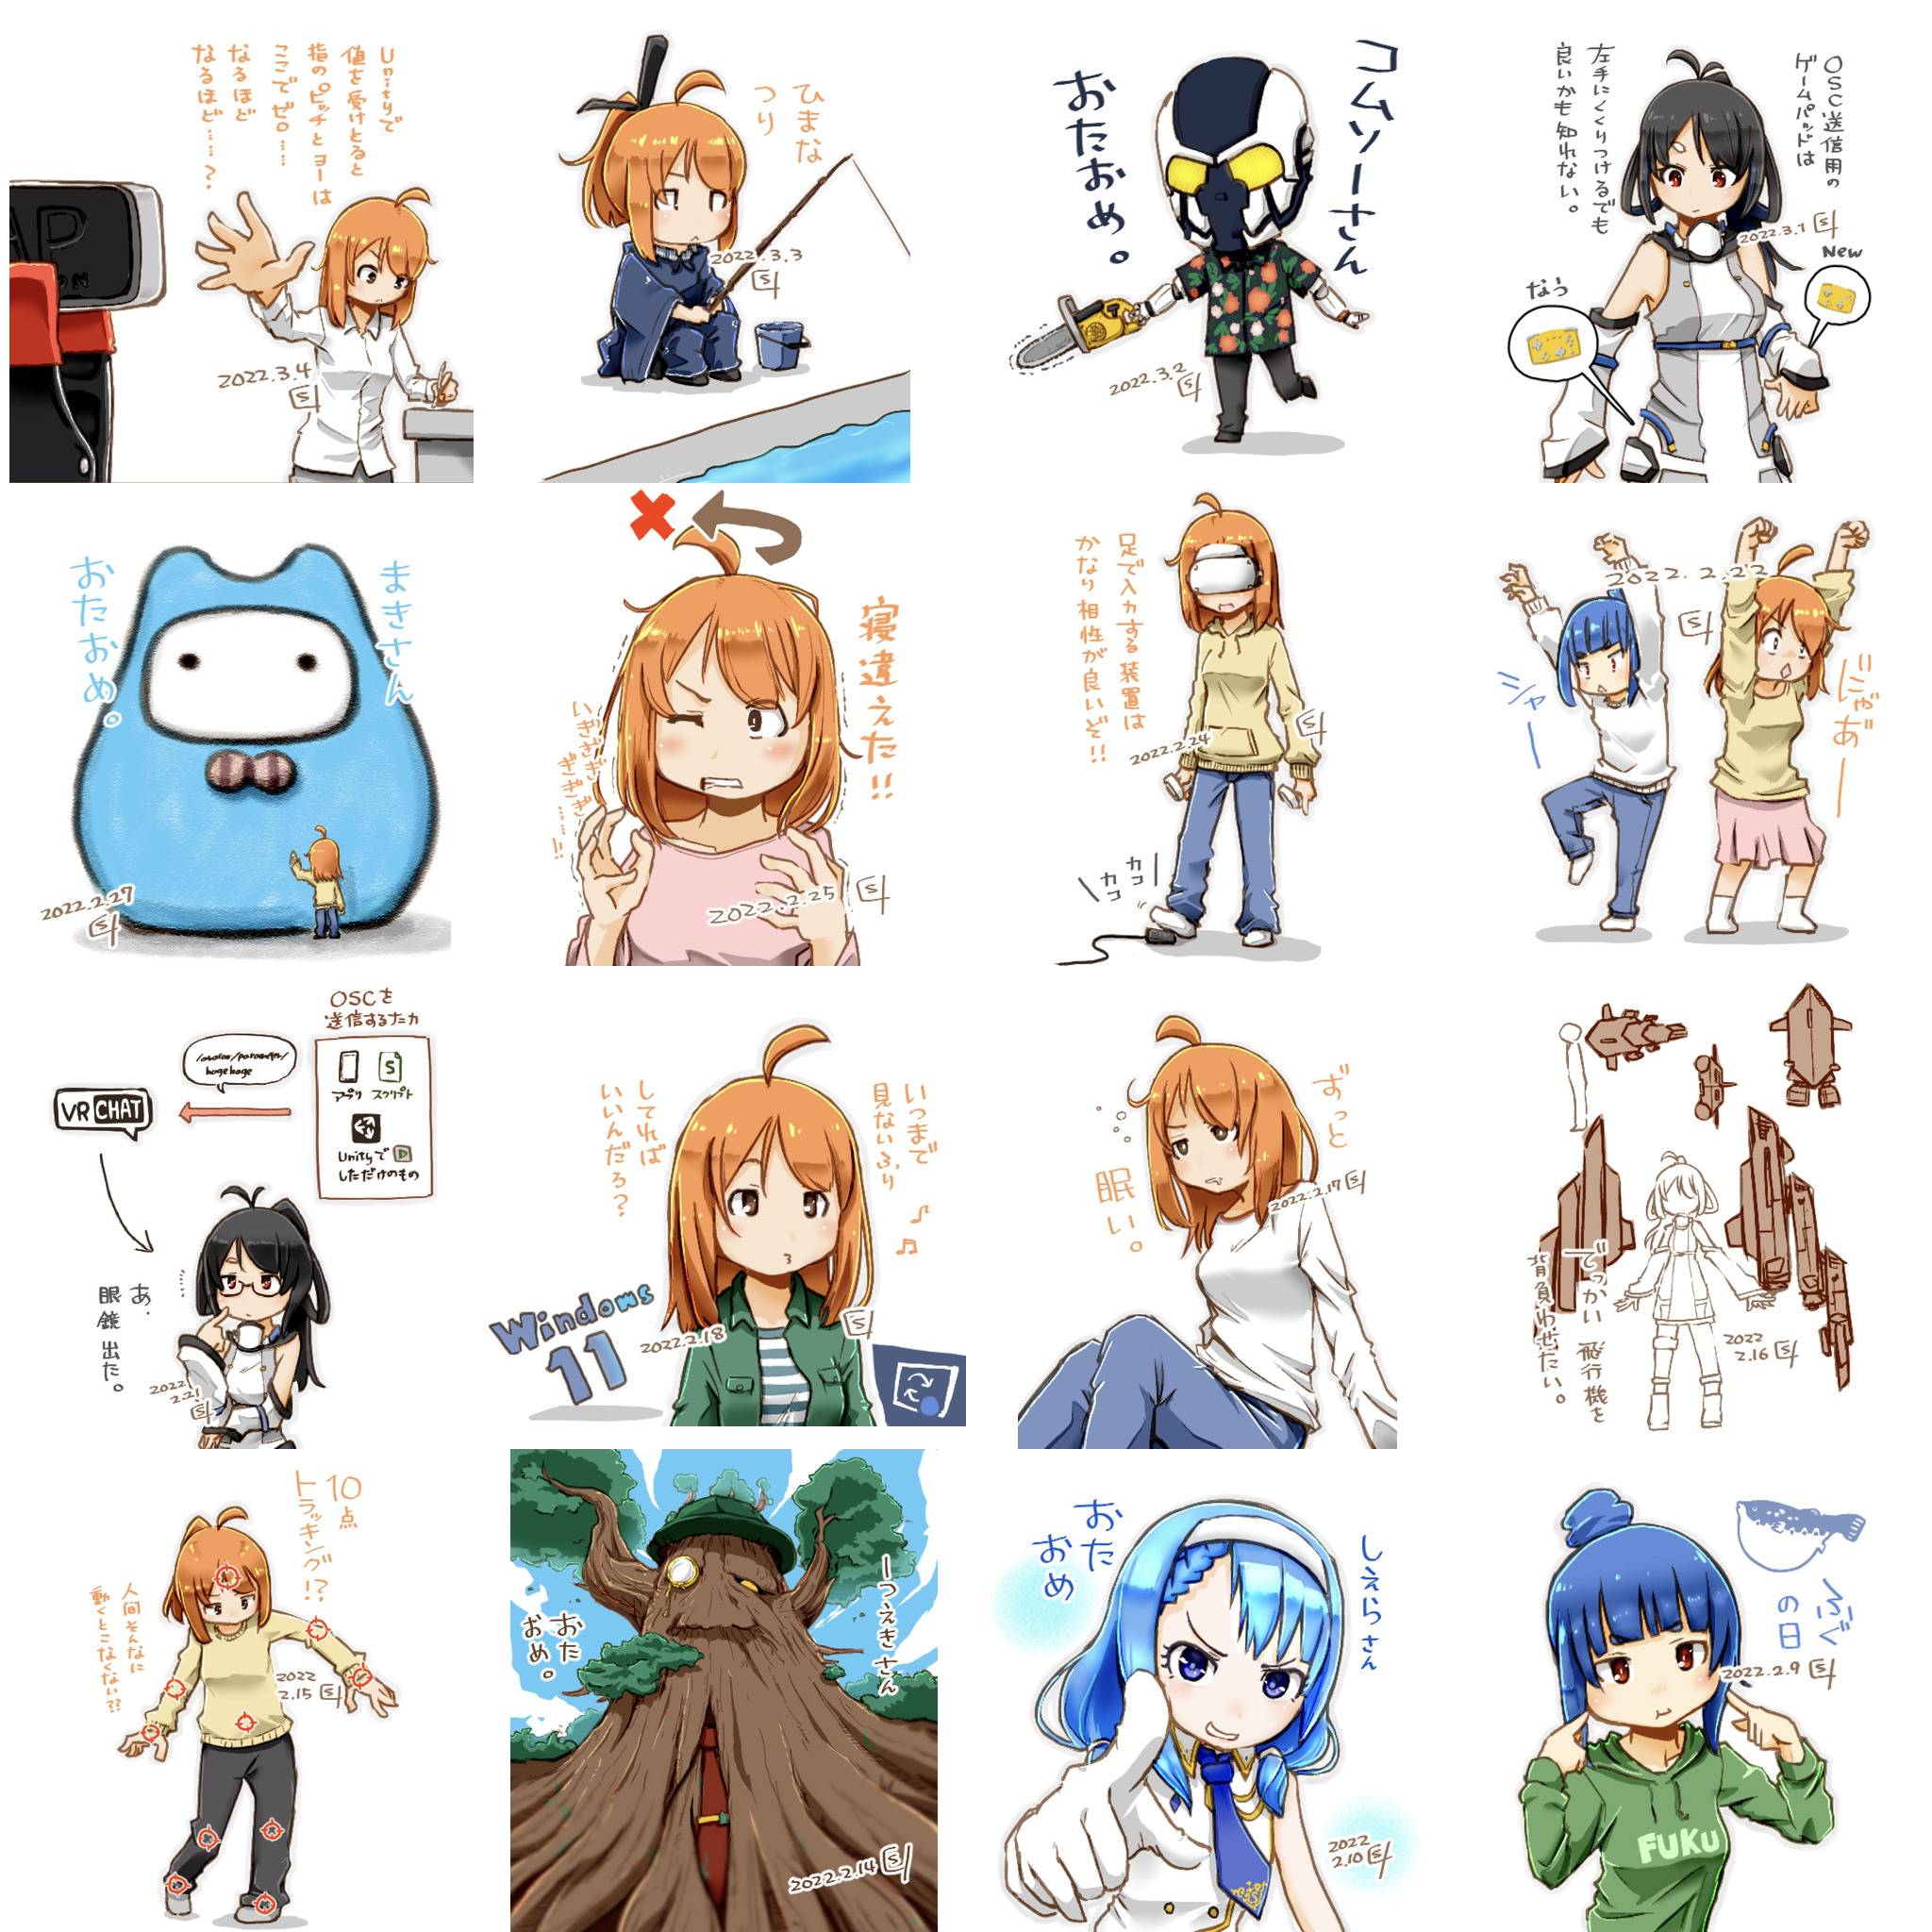 Unityで
値を受けとると
指のピッチとヨーは
ここでゼロ……
なるほど
なるほど……?
2022.3.4
ひまな
つり
2022.3.3
コムソーさん
おたおめ。
2022.3.2
OSC送信用の
ゲームパッドは
左手にくくりつけるでも
良いかも知れない。
2022.3.1
New
なう
まきさん
おたおめ。
2022.2.27
寝違えた!!
いぎぎぎ
ぎぎぎ……!!
2022.2.25
足で入力する装置は
かなり相性が良いぞ!!
2022.2.24
カコ
カコ
2022.2.22
シャー
にゃあ゛ー
OSCを
送信するナニカ
/avatar/parameter/
hogehoge
VRCHAT
アプリ
S
スクリプト
Unityで
しただけのもの
あ、
眼鏡出た。
2022
2.21
いつまで
見ないふり
してれば
いいんだろ?
Windows
11
2022.2.18
ずっと
眠い。
2022.2.17
でっかい飛行機を
背負わせたい。
2022
2.16
10点
トラッキング!?
人間そんなに
動くとこなくない??
2022
2.15
ーつえきさん
おた
おめ。
2022.2.14
しえらさん
おた
おめ
2022
2.10
ふぐ
の日
2022.2.9
FUKU